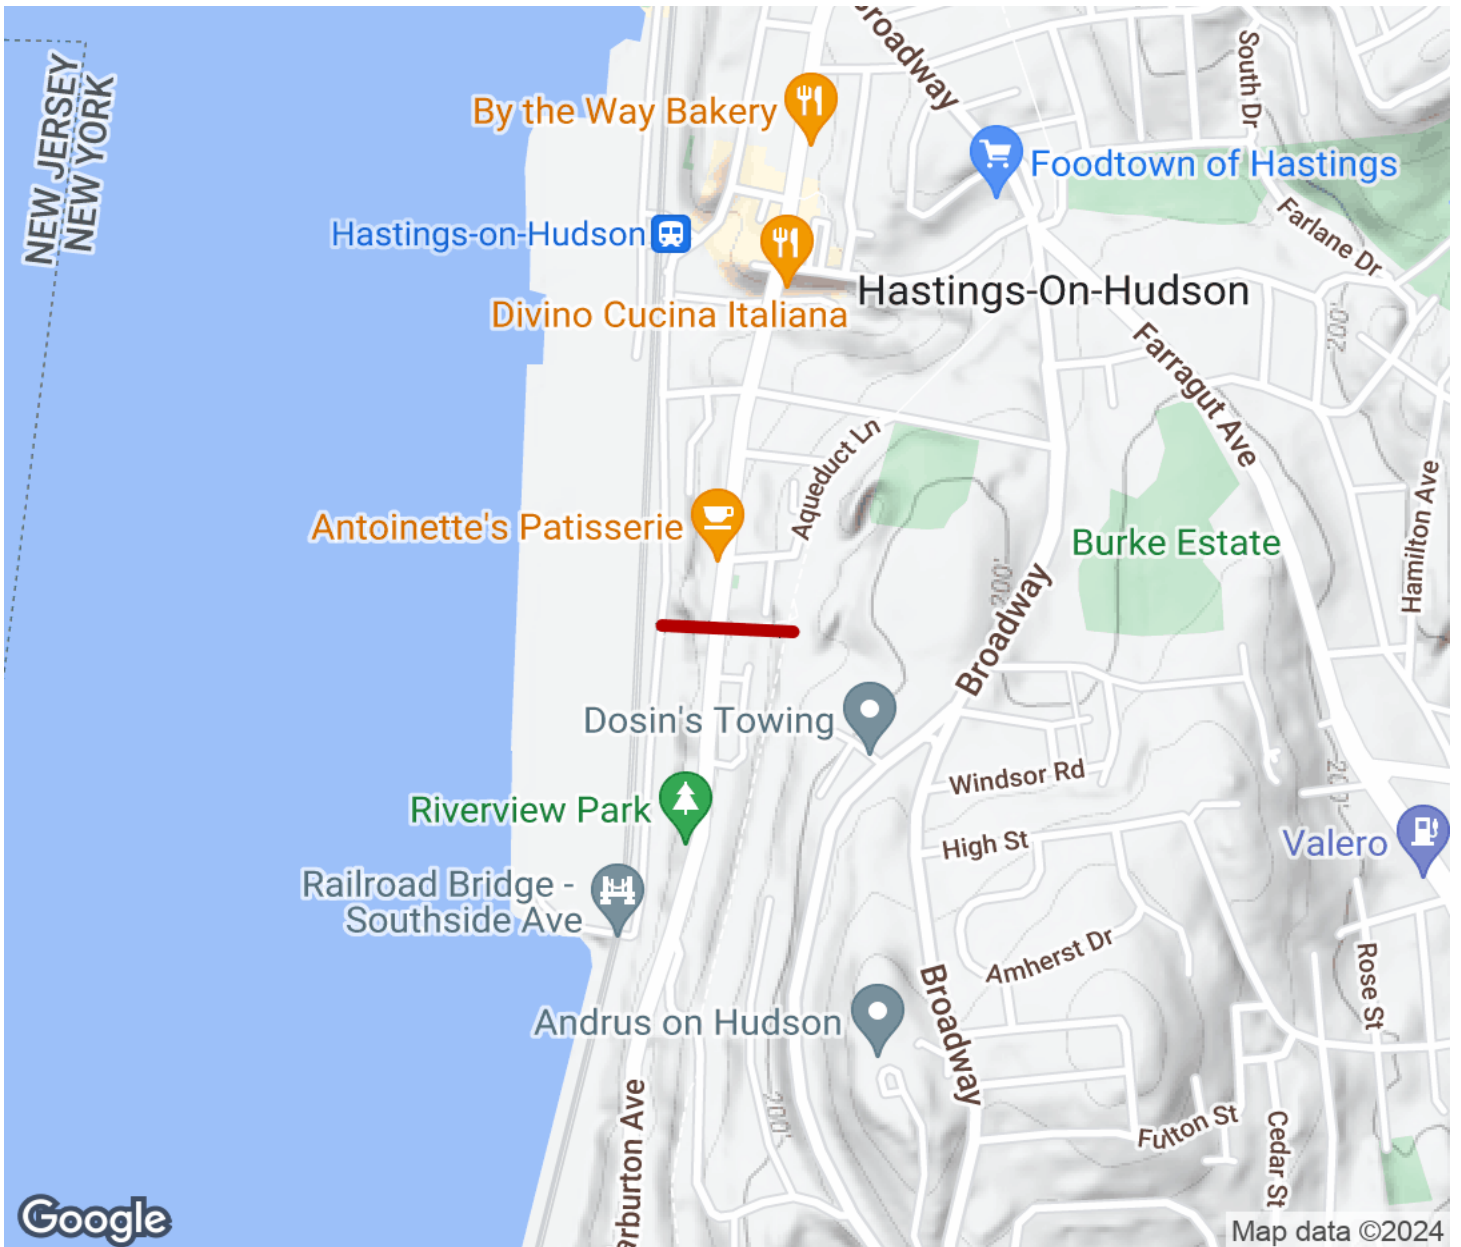 NEW JERSEY
NEW YORK
Broadway
South Dr
By the Way Bakery
Foodtown of Hastings
Hastings-on-Hudson
Farlane Dr
Hastings-On-Hudson
Divino Cucina Italiana
200'
Farragut Ave
Aqueduct Ln
Hamilton Ave
Antoinette's Patisserie
Burke Estate
200'
Broadway
Dosin's Towing
Windsor Rd
200'
Riverview Park
High St
Valero
Railroad Bridge -
Southside Ave
Amherst Dr
Rose St
Andrus on Hudson
Broadway
arburton Ave
200'
Fulton St
Cedar St
Google
Map data ©2024